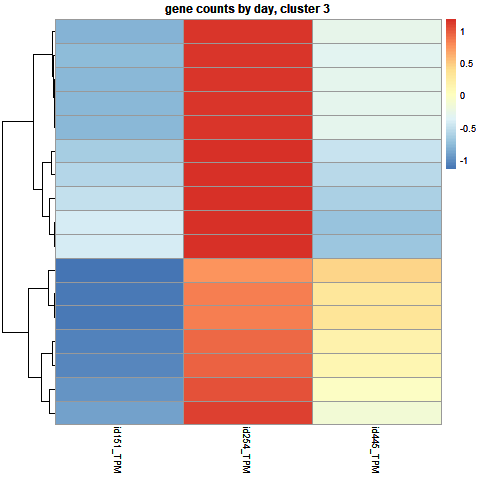 gene counts by day, cluster 3
1
0.5
0
-0.5
-1
id151_TPM
id254_TPM
id445_TPM